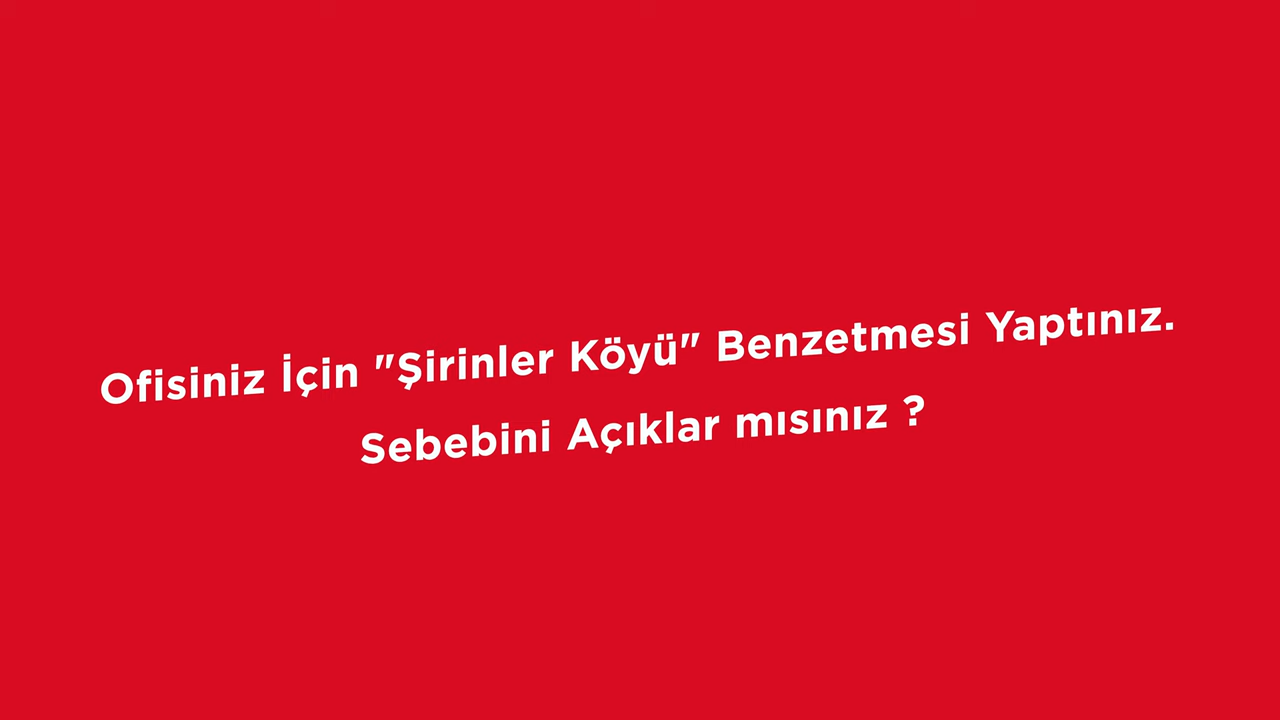 Ofisiniz İçin "Şirinler Köyü" Benzetmesi Yaptınız.
Sebebini Açıklar mısınız ?